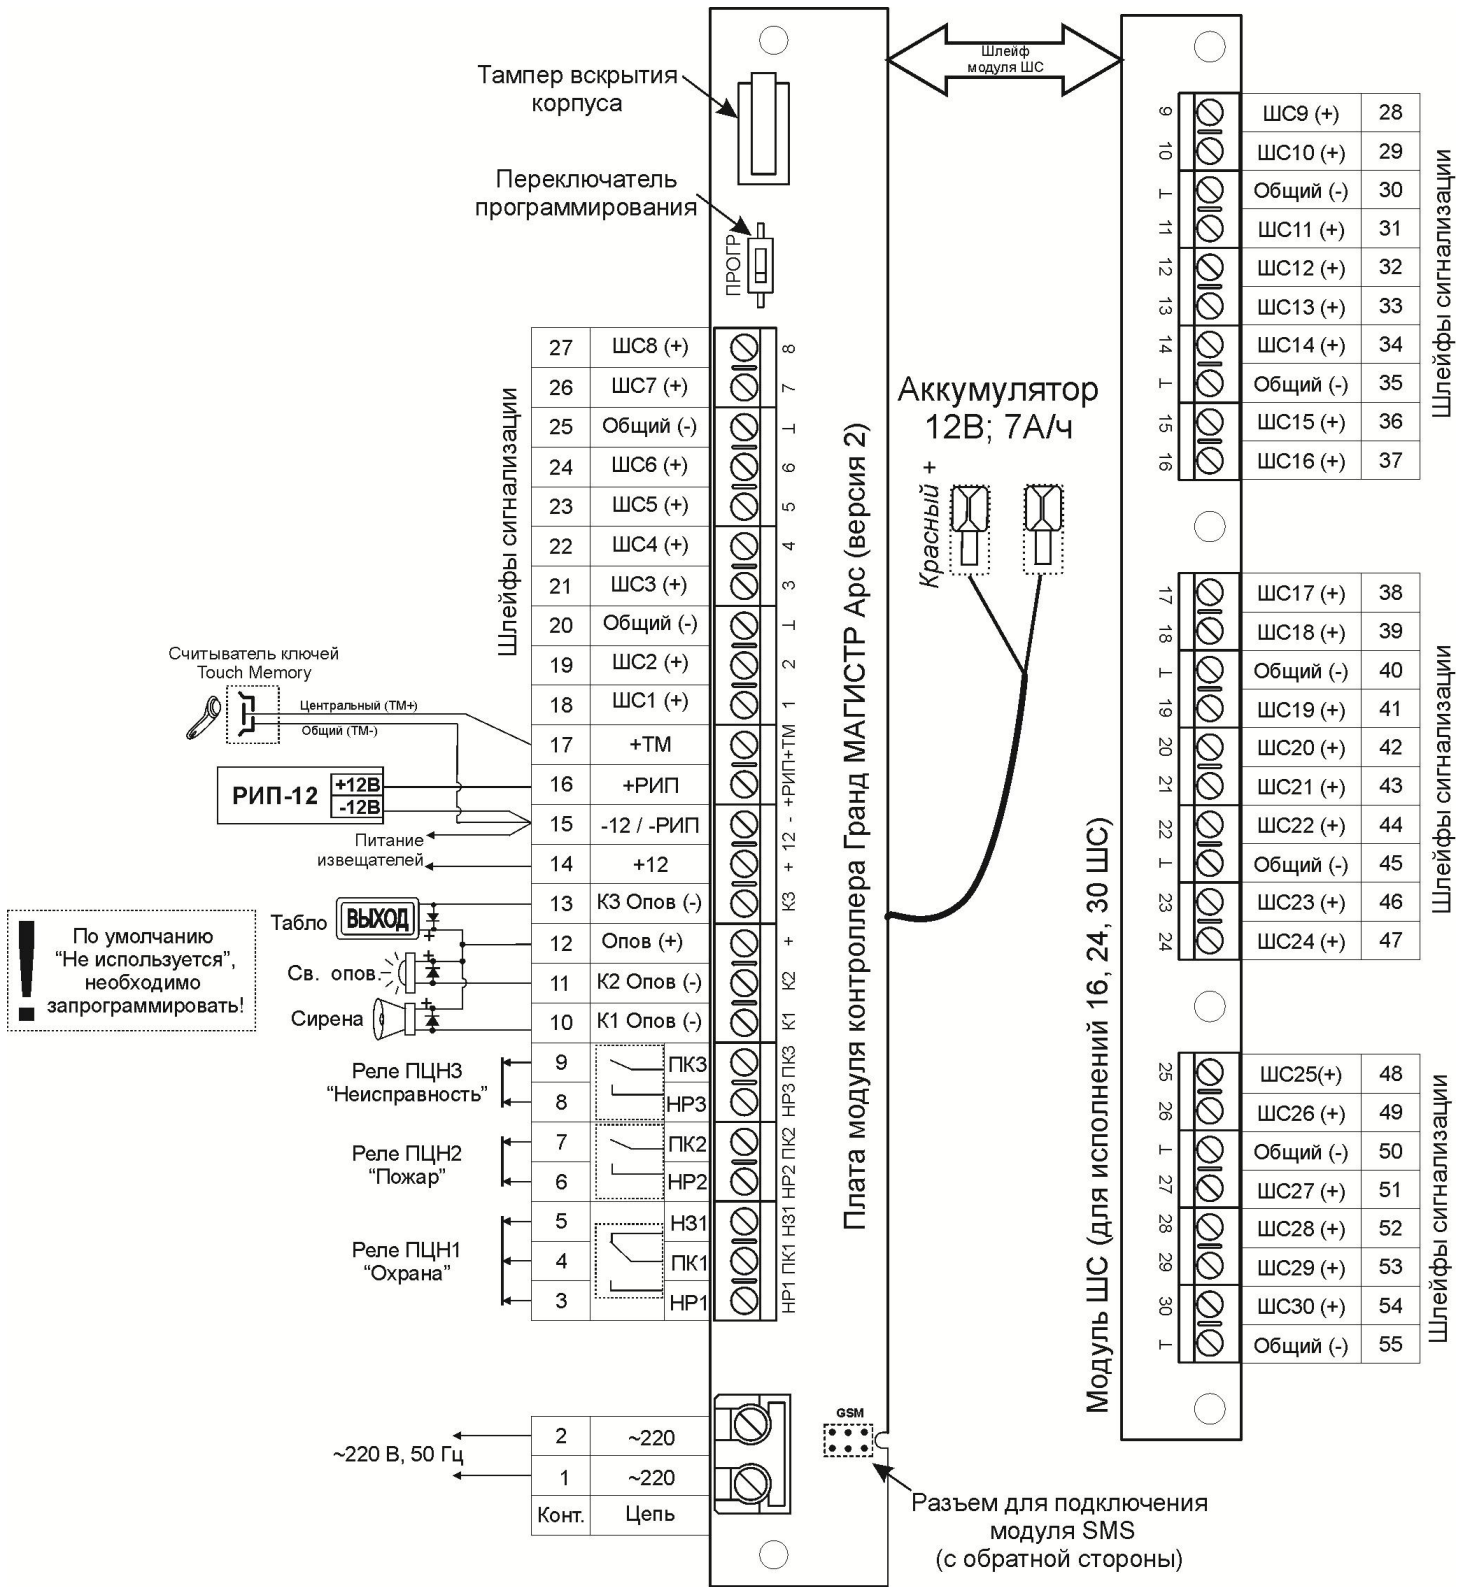 Шлейф
модуля ШС
Тампер вскрытия
корпуса
Переключатель
программирования
ПРОГР
Шлейфы сигнализации
27 ШС8 (+) 8
26 ШС7 (+) 7
25 Общий (-) ⊥
24 ШС6 (+) 6
23 ШС5 (+) 5
22 ШС4 (+) 4
21 ШС3 (+) 3
20 Общий (-) ⊥
19 ШС2 (+) 2
18 ШС1 (+) 1
17 +ТМ +ТМ
16 +РИП +РИП
15 -12 / -РИП -
12
14 +12 +
13 К3 Опов (-) К3
12 Опов (+) +
11 К2 Опов (-) К2
10 К1 Опов (-) К1
9 ПК3 ПК3
8 НР3 НР3
7 ПК2 ПК2
6 НР2 НР2
5 НЗ1 НЗ1
4 ПК1 ПК1
3 НР1 НР1
2 ~220
1 ~220
Конт. Цепь
Считыватель ключей
Touch Memory
Центральный (ТМ+)
Общий (ТМ-)
РИП-12
+12В
-12В
Питание
извещателей
Табло
ВЫХОД
+
Св. опов.
+
Сирена
+
!
По умолчанию
“Не используется”,
необходимо
запрограммировать!
Реле ПЦН3
“Неисправность”
Реле ПЦН2
“Пожар”
Реле ПЦН1
“Охрана”
~220 В, 50 Гц
Плата модуля контроллера Гранд МАГИСТР Арс (версия 2)
Аккумулятор
12В; 7А/ч
Красный +
GSM
Разъем для подключения
модуля SMS
(с обратной стороны)
Модуль ШС (для исполнений 16, 24, 30 ШС)
9 ШС9 (+) 28
10 ШС10 (+) 29
⊥ Общий (-) 30
11 ШС11 (+) 31
12 ШС12 (+) 32
13 ШС13 (+) 33
14 ШС14 (+) 34
⊥ Общий (-) 35
15 ШС15 (+) 36
16 ШС16 (+) 37
Шлейфы сигнализации
17 ШС17 (+) 38
18 ШС18 (+) 39
⊥ Общий (-) 40
19 ШС19 (+) 41
20 ШС20 (+) 42
21 ШС21 (+) 43
22 ШС22 (+) 44
⊥ Общий (-) 45
23 ШС23 (+) 46
24 ШС24 (+) 47
Шлейфы сигнализации
25 ШС25(+) 48
26 ШС26 (+) 49
⊥ Общий (-) 50
27 ШС27 (+) 51
28 ШС28 (+) 52
29 ШС29 (+) 53
30 ШС30 (+) 54
⊥ Общий (-) 55
Шлейфы сигнализации